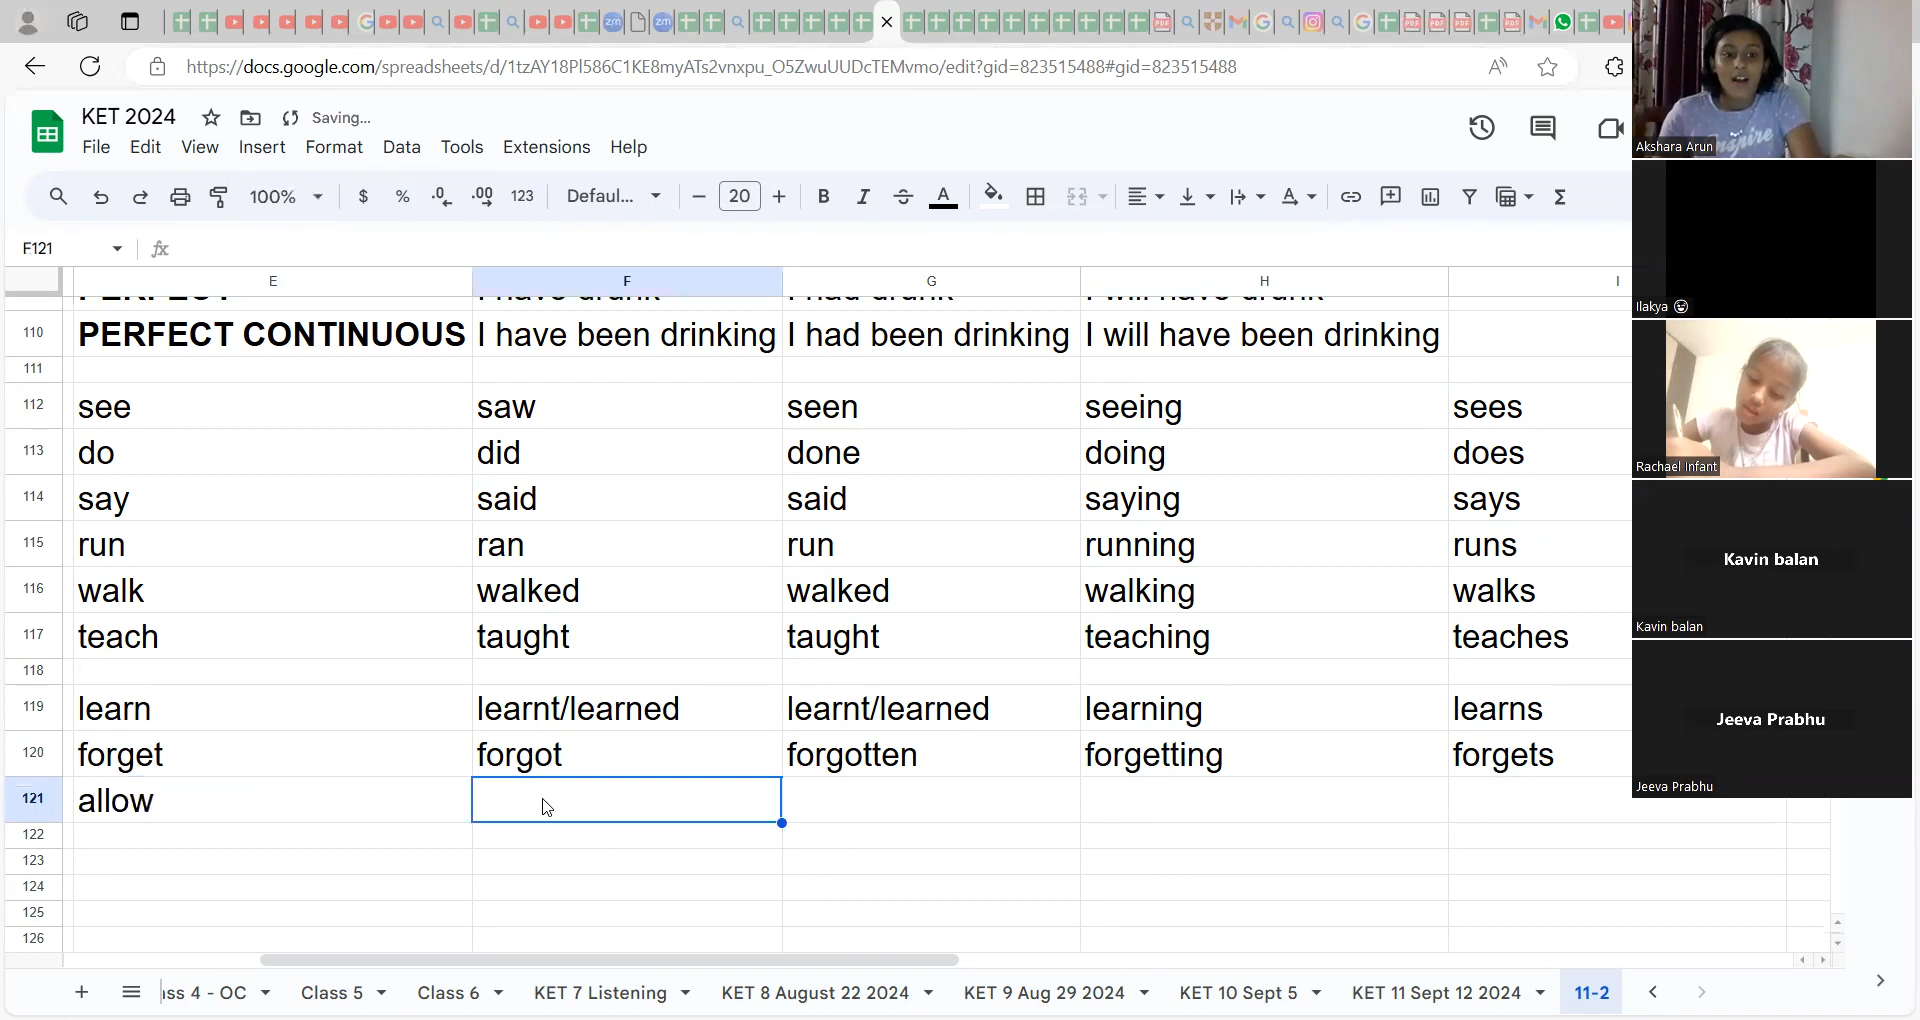 https://docs.google.com/spreadsheets/d/1tzAY18Pl586C1KE8myATs2vnxpu_O5ZwuUUDcTEMvmo/edit?gid=823515488#gid=823515488
KET 2024 Saving...
File Edit View Insert Format Data Tools Extensions Help
100% $ % .0 .00 123 Defaul... 20
F121
E F G H I
110 PERFECT CONTINUOUS I have been drinking I had been drinking I will have been drinking
111
112 see saw seen seeing sees
113 do did done doing does
114 say said said saying says
115 run ran run running runs
116 walk walked walked walking walks
117 teach taught taught teaching teaches
118
119 learn learnt/learned learnt/learned learning learns
120 forget forgot forgotten forgetting forgets
121 allow
122
123
124
125
126
ss 4 - OC Class 5 Class 6 KET 7 Listening KET 8 August 22 2024 KET 9 Aug 29 2024 KET 10 Sept 5 KET 11 Sept 12 2024 11-2
Akshara Arun
Ilakya
Rachael Infant
Kavin balan
Kavin balan
Jeeva Prabhu
Jeeva Prabhu